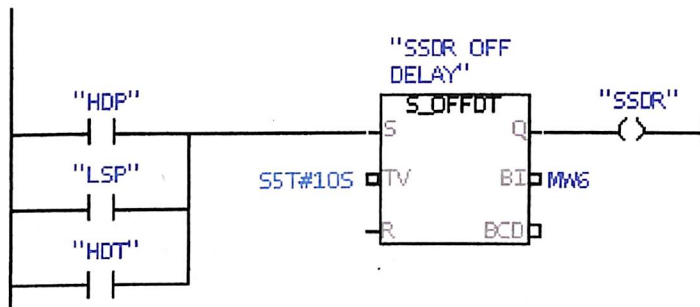 "SSDR OFF
DELAY"
"HDP"
S_OFFDT
"SSDR"
S
Q
"LSP"
S5T#10S
TV
BI
MW6
"HDT"
R
BCD